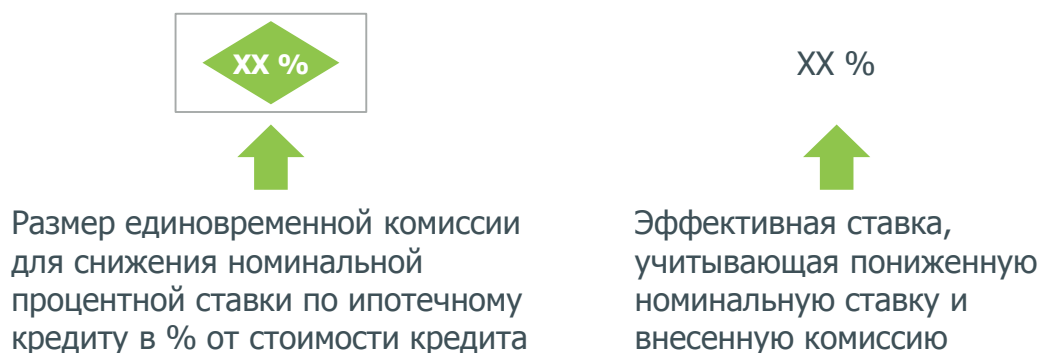 XX %
XX %
Размер единовременной комиссии
для снижения номинальной
процентной ставки по ипотечному
кредиту в % от стоимости кредита
Эффективная ставка,
учитывающая пониженную
номинальную ставку и
внесенную комиссию